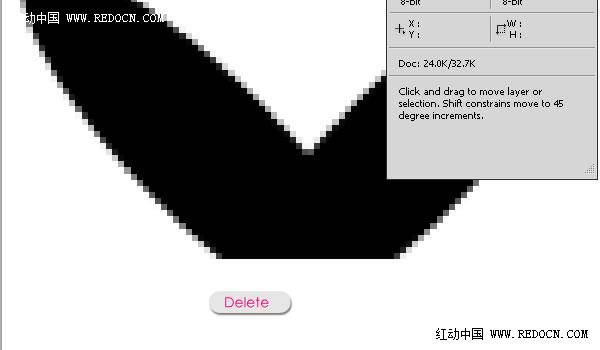 8-bit 8-bit
红动中国 WWW.REDOCN.COM
X : W :
Y : H :
Doc: 24.0K/32.7K
Click and drag to move layer or
selection. Shift constrains move to 45
degree increments.
Delete
红动中国 WWW.REDOCN.COM